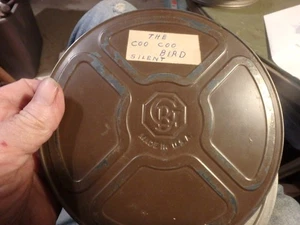 THE
COO COO
BIRD
SILENT
MADE IN U.S.A.